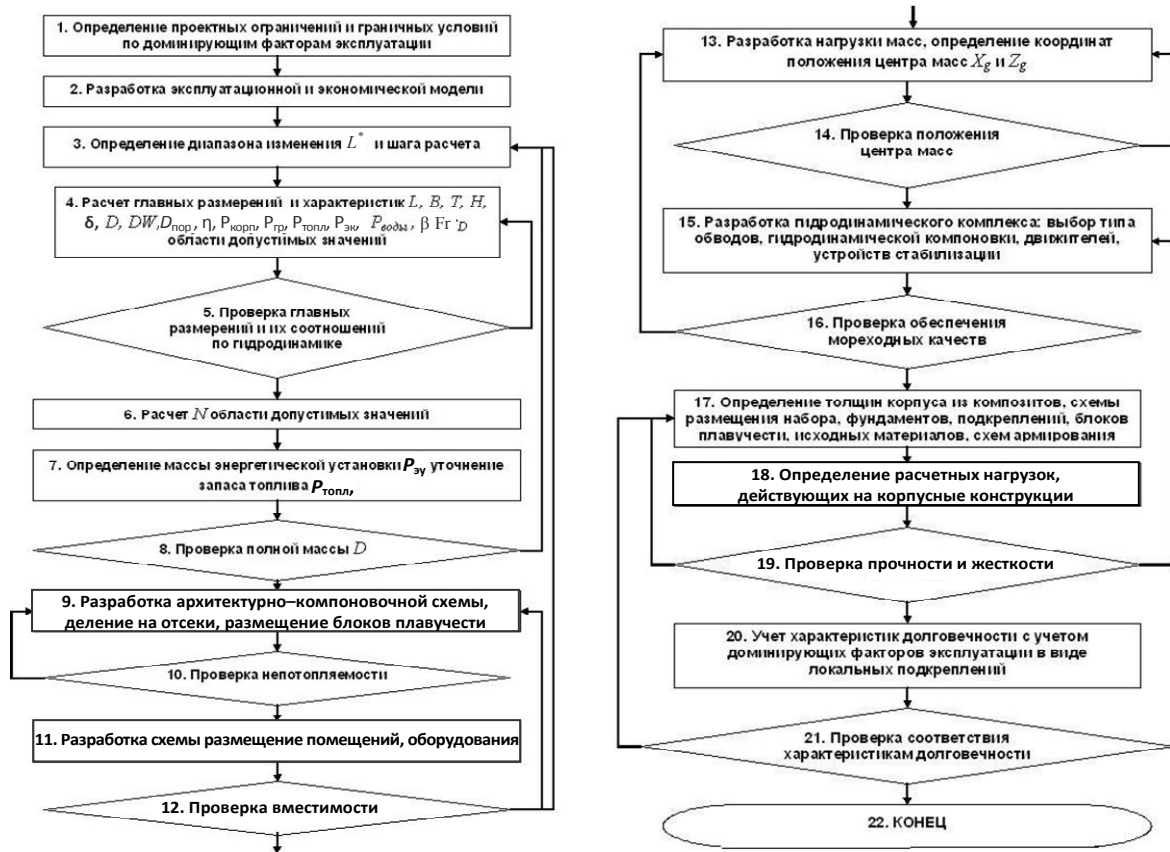 1. Определение проектных ограничений и граничных условий
по доминирующим факторам эксплуатации
2. Разработка эксплуатационной и экономической модели
3. Определение диапазона изменения L* и шага расчета
4. Расчет главных размеров и характеристик L, B, T, H,
δ, D, DW, Dпор, η, Pкорп, Pгр, Pтопл, Pэк, Pводы, β Fr D
области допустимых значений
5. Проверка главных
размерений и их соотношений
по гидродинамике
6. Расчет N области допустимых значений
7. Определение массы энергетической установки Pэу уточнение
запаса топлива Pтопл,
8. Проверка полной массы D
9. Разработка архитектурно–компоновочной схемы,
деление на отсеки, размещение блоков плавучести
10. Проверка непотопляемости
11. Разработка схемы размещение помещений, оборудования
12. Проверка вместимости
13. Разработка нагрузки масс, определение координат
положения центра масс Xg и Zg
14. Проверка положения
центра масс
15. Разработка гидродинамического комплекса: выбор типа
обводов, гидродинамической компоновки, движителей,
устройств стабилизации
16. Проверка обеспечения
мореходных качеств
17. Определение толщин корпуса из композитов, схемы
размещения набора, фундаментов, подкреплений, блоков
плавучести, исходных материалов, схем армирования
18. Определение расчетных нагрузок,
действующих на корпусные конструкции
19. Проверка прочности и жесткости
20. Учет характеристик долговечности с учетом
доминирующих факторов эксплуатации в виде
локальных подкреплений
21. Проверка соответствия
характеристикам долговечности
22. КОНЕЦ